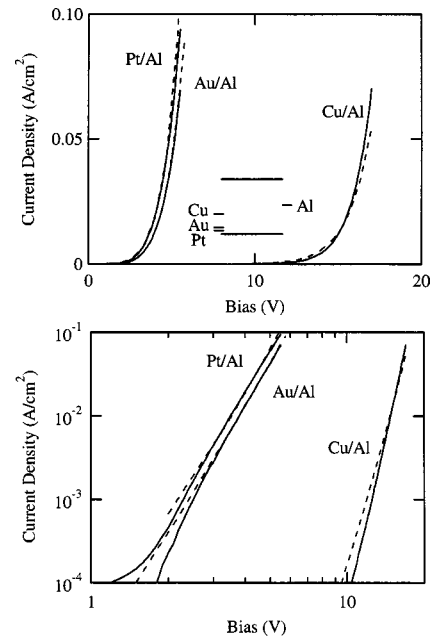 0.10
Pt/Al
Au/Al
Cu/Al
0.05
Current Density (A/cm²)
Cu
Au
Pt
Al
0
0
10
20
Bias (V)
10⁻¹
Pt/Al
Au/Al
10⁻²
Cu/Al
Current Density (A/cm²)
10⁻³
10⁻⁴
1
10
Bias (V)